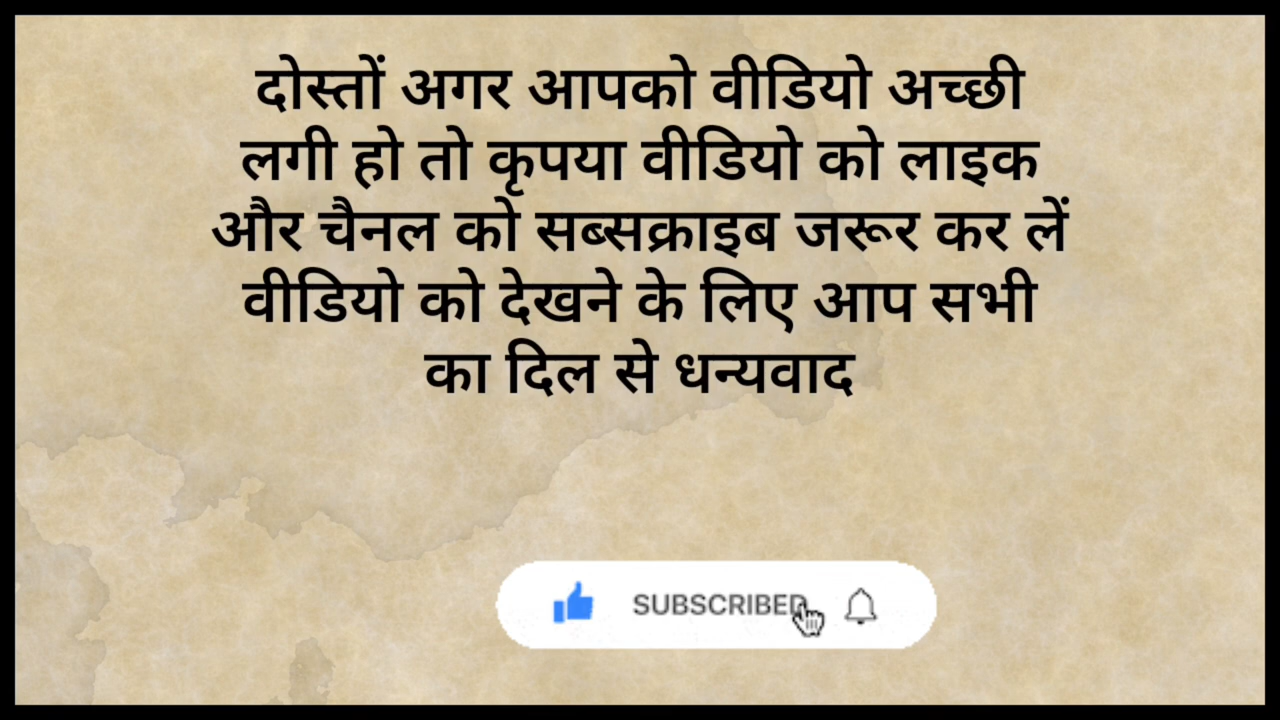 दोस्तों अगर आपको वीडियो अच्छी
लगी हो तो कृपया वीडियो को लाइक
और चैनल को सब्सक्राइब जरूर कर लें
वीडियो को देखने के लिए आप सभी
का दिल से धन्यवाद
SUBSCRIBED